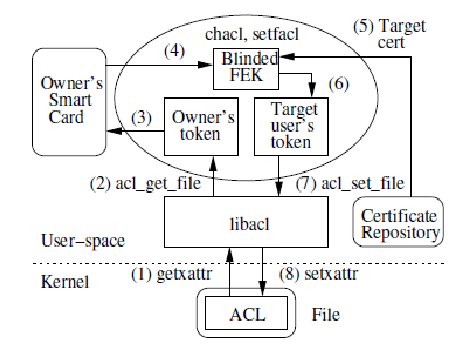 chacl, setfacl
(5) Target
cert
(4)
Blinded
FEK
(6)
Owner's
Smart
Card
(3)
Owner's
token
Target
user's
token
(2) acl_get_file
(7) acl_set_file
libacl
Certificate
Repository
User–space
Kernel
(1) getxattr
(8) setxattr
ACL
File